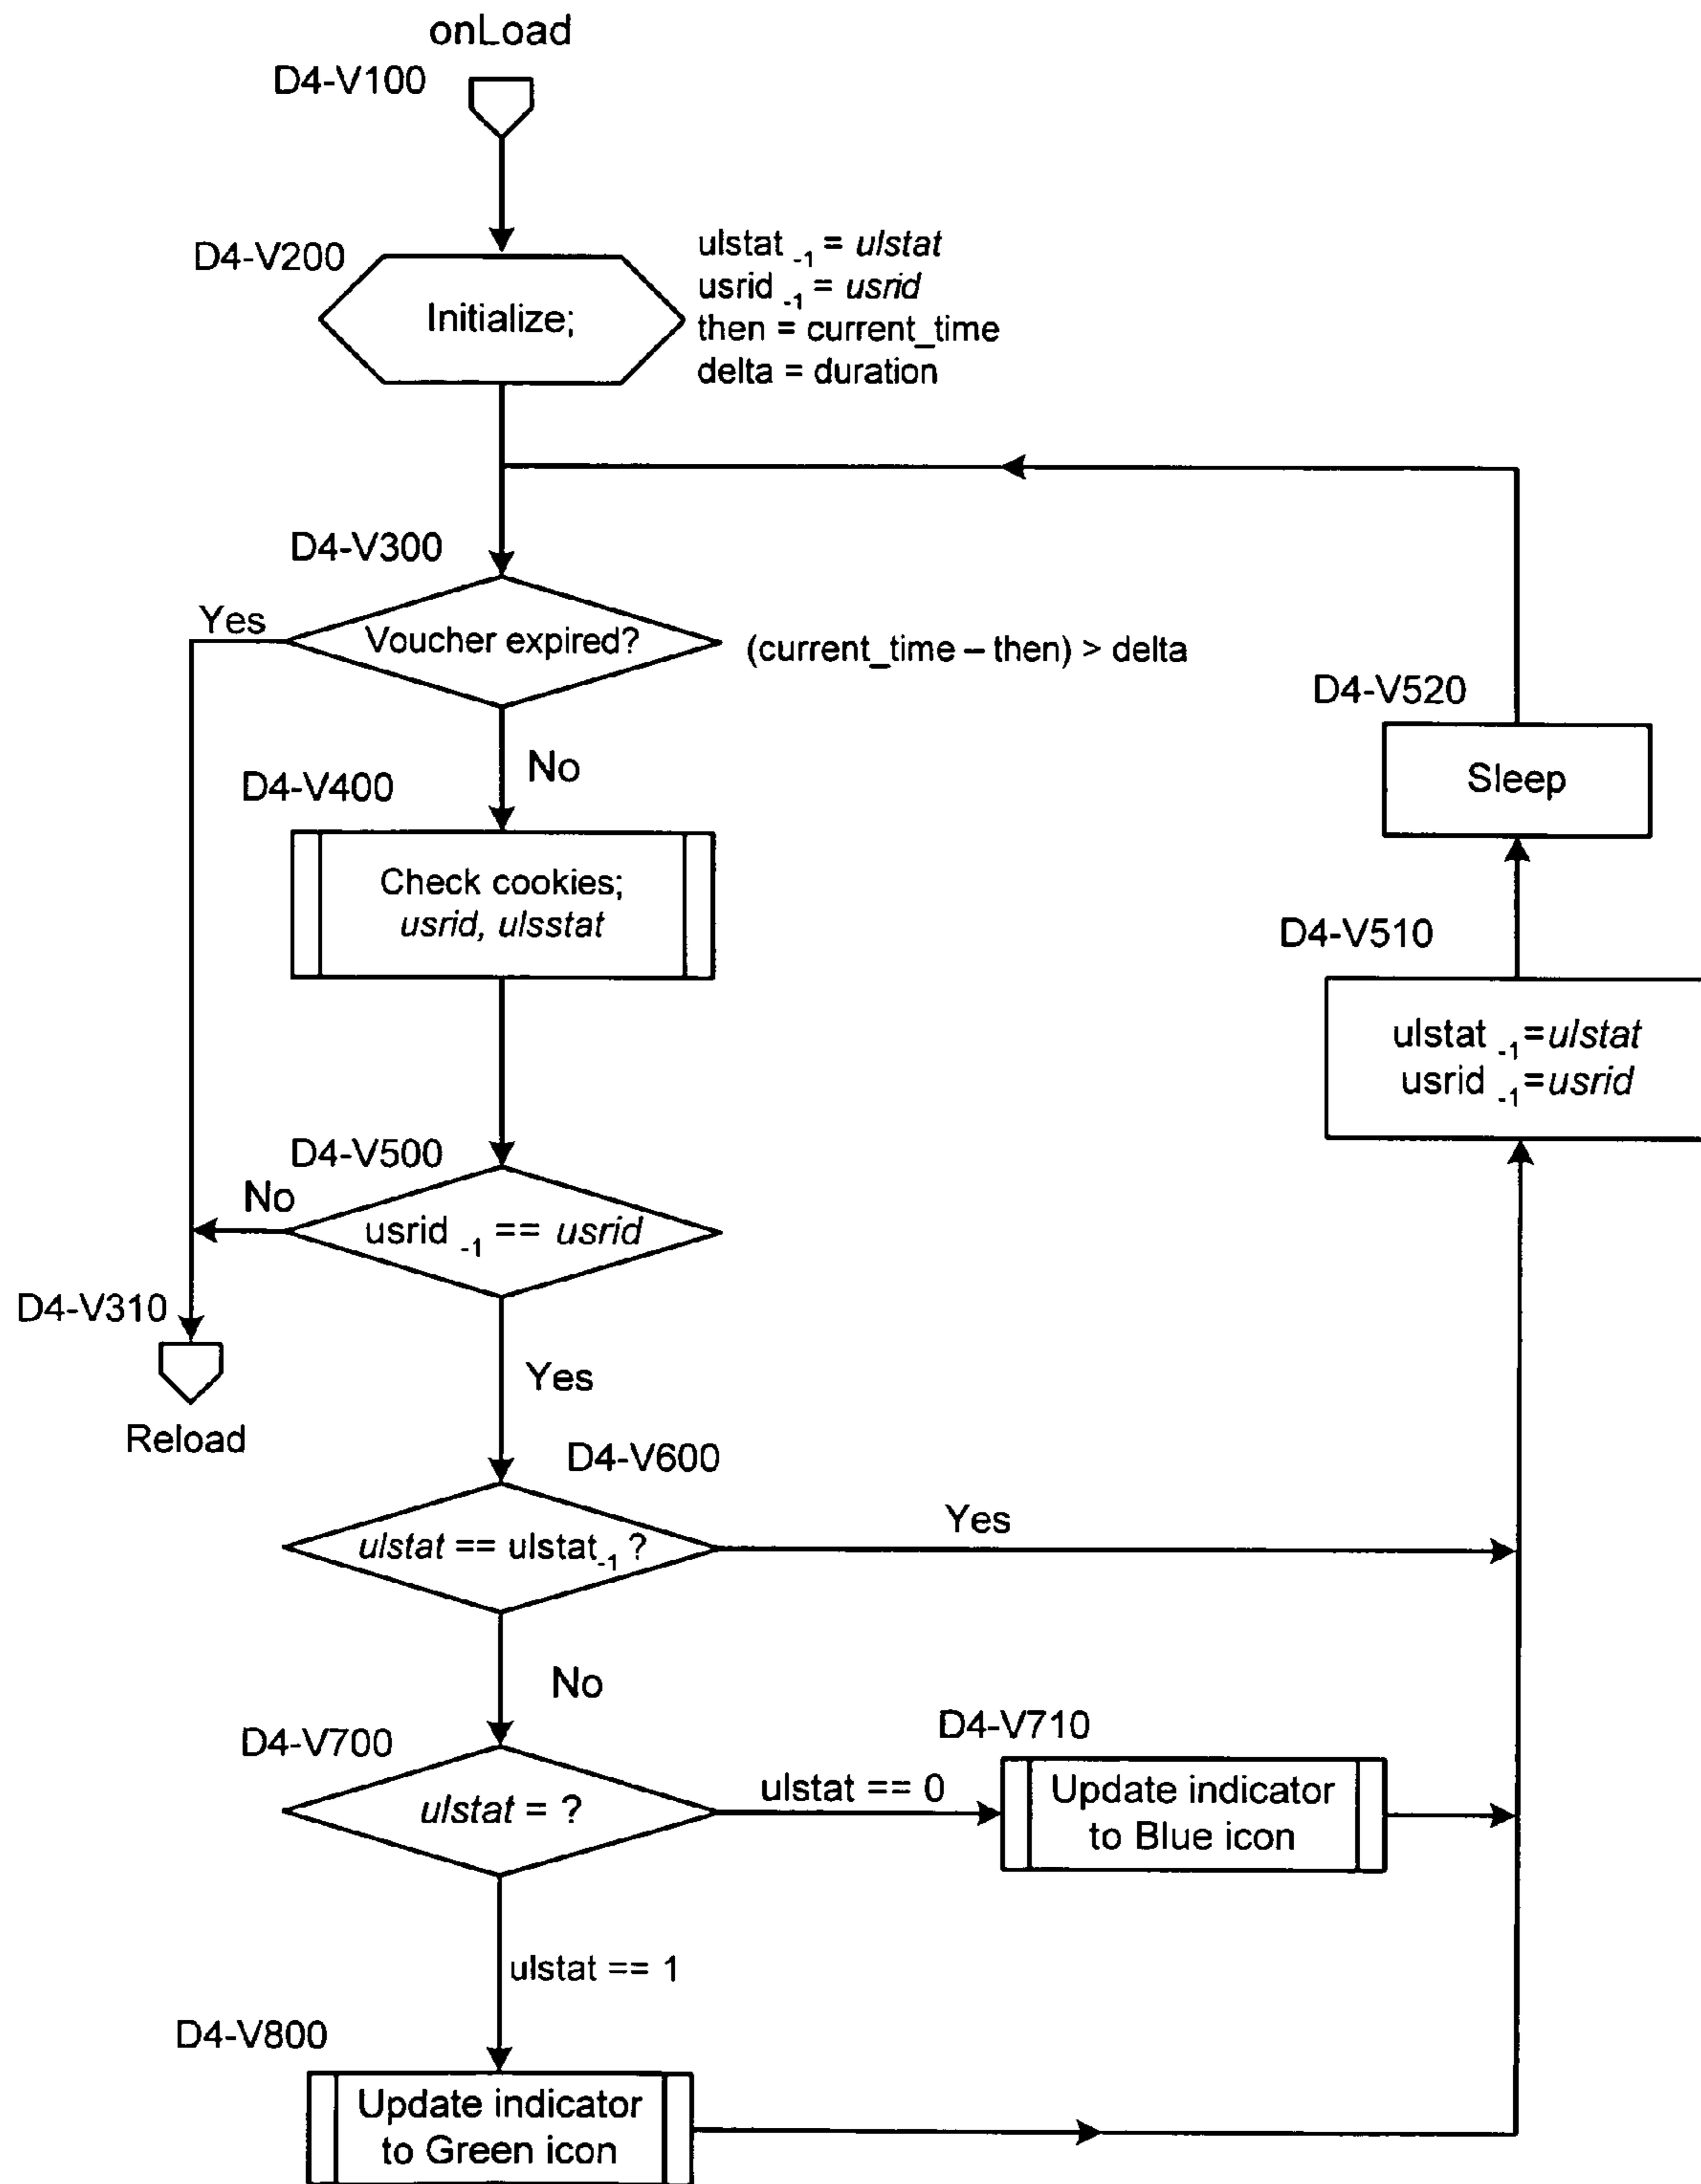 onLoad
D4-V100
D4-V200
Initialize;
ulstat -1 = ulstat
usrid -1 = usrid
then = current_time
delta = duration
D4-V300
Yes
Voucher expired?
(current_time – then) > delta
No
D4-V400
Check cookies;
usrid, ulsstat
D4-V500
No
usrid -1 == usrid
D4-V310
Reload
Yes
D4-V600
ulstat == ulstat-1 ?
Yes
No
D4-V700
ulstat = ?
ulstat == 0
D4-V710
Update indicator
to Blue icon
ulstat == 1
D4-V800
Update indicator
to Green icon
D4-V510
ulstat -1 =ulstat
usrid -1 =usrid
D4-V520
Sleep